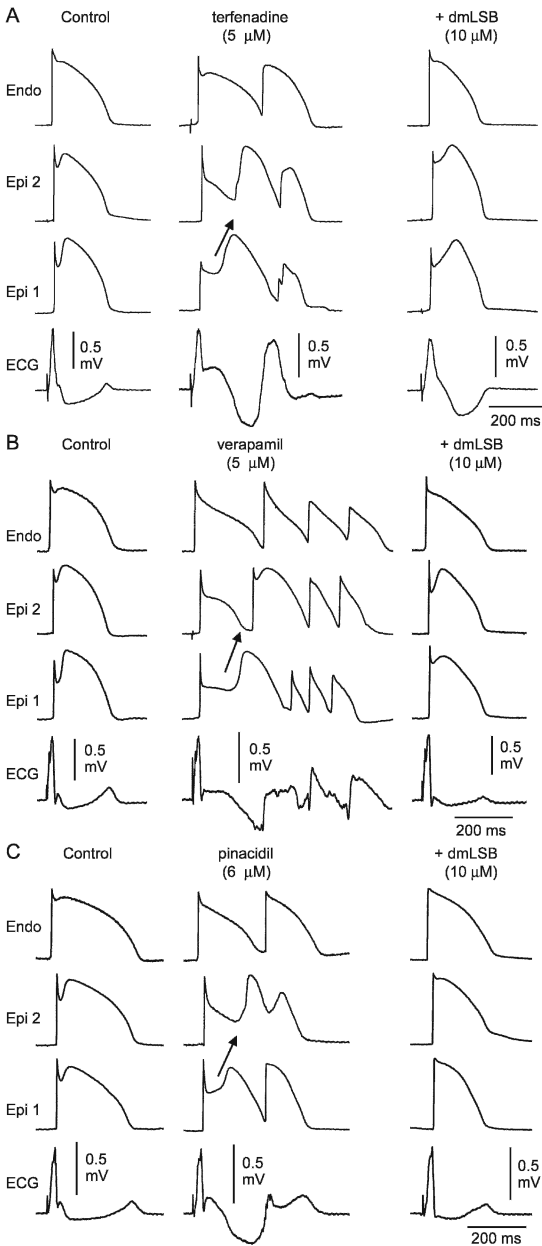 A
Control
terfenadine
(5 μM)
+ dmLSB
(10 μM)
Endo
Epi 2
Epi 1
ECG
0.5
mV
0.5
mV
0.5
mV
200 ms
B
Control
verapamil
(5 μM)
+ dmLSB
(10 μM)
Endo
Epi 2
Epi 1
ECG
0.5
mV
0.5
mV
0.5
mV
200 ms
C
Control
pinacidil
(6 μM)
+ dmLSB
(10 μM)
Endo
Epi 2
Epi 1
ECG
0.5
mV
0.5
mV
0.5
mV
200 ms